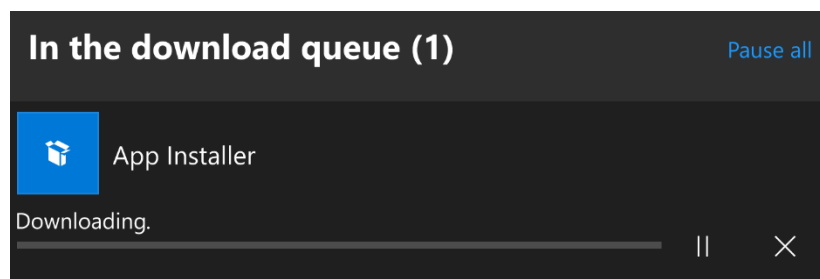 In the download queue (1)
Pause all
App Installer
Downloading.